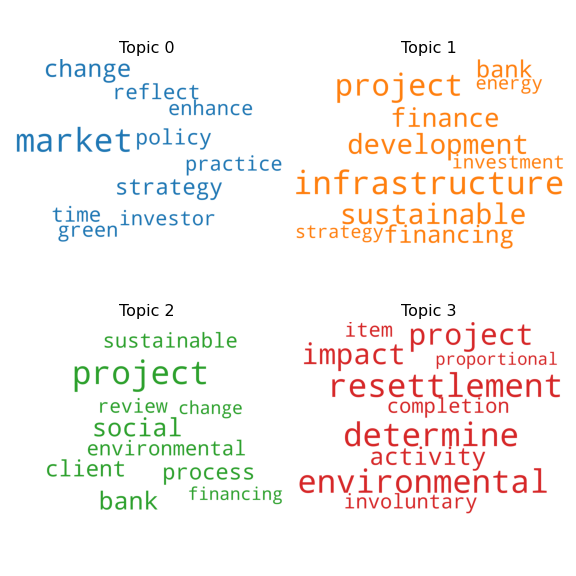 Topic 0
change
reflect
enhance
market policy
practice
strategy
time investor
green
Topic 1
bank
project energy
finance
development
investment
infrastructure
sustainable
strategy financing
Topic 2
sustainable
project
review change
social
environmental
client process
financing
bank
Topic 3
item project
impact proportional
resettlement
completion
determine
activity
environmental
involuntary